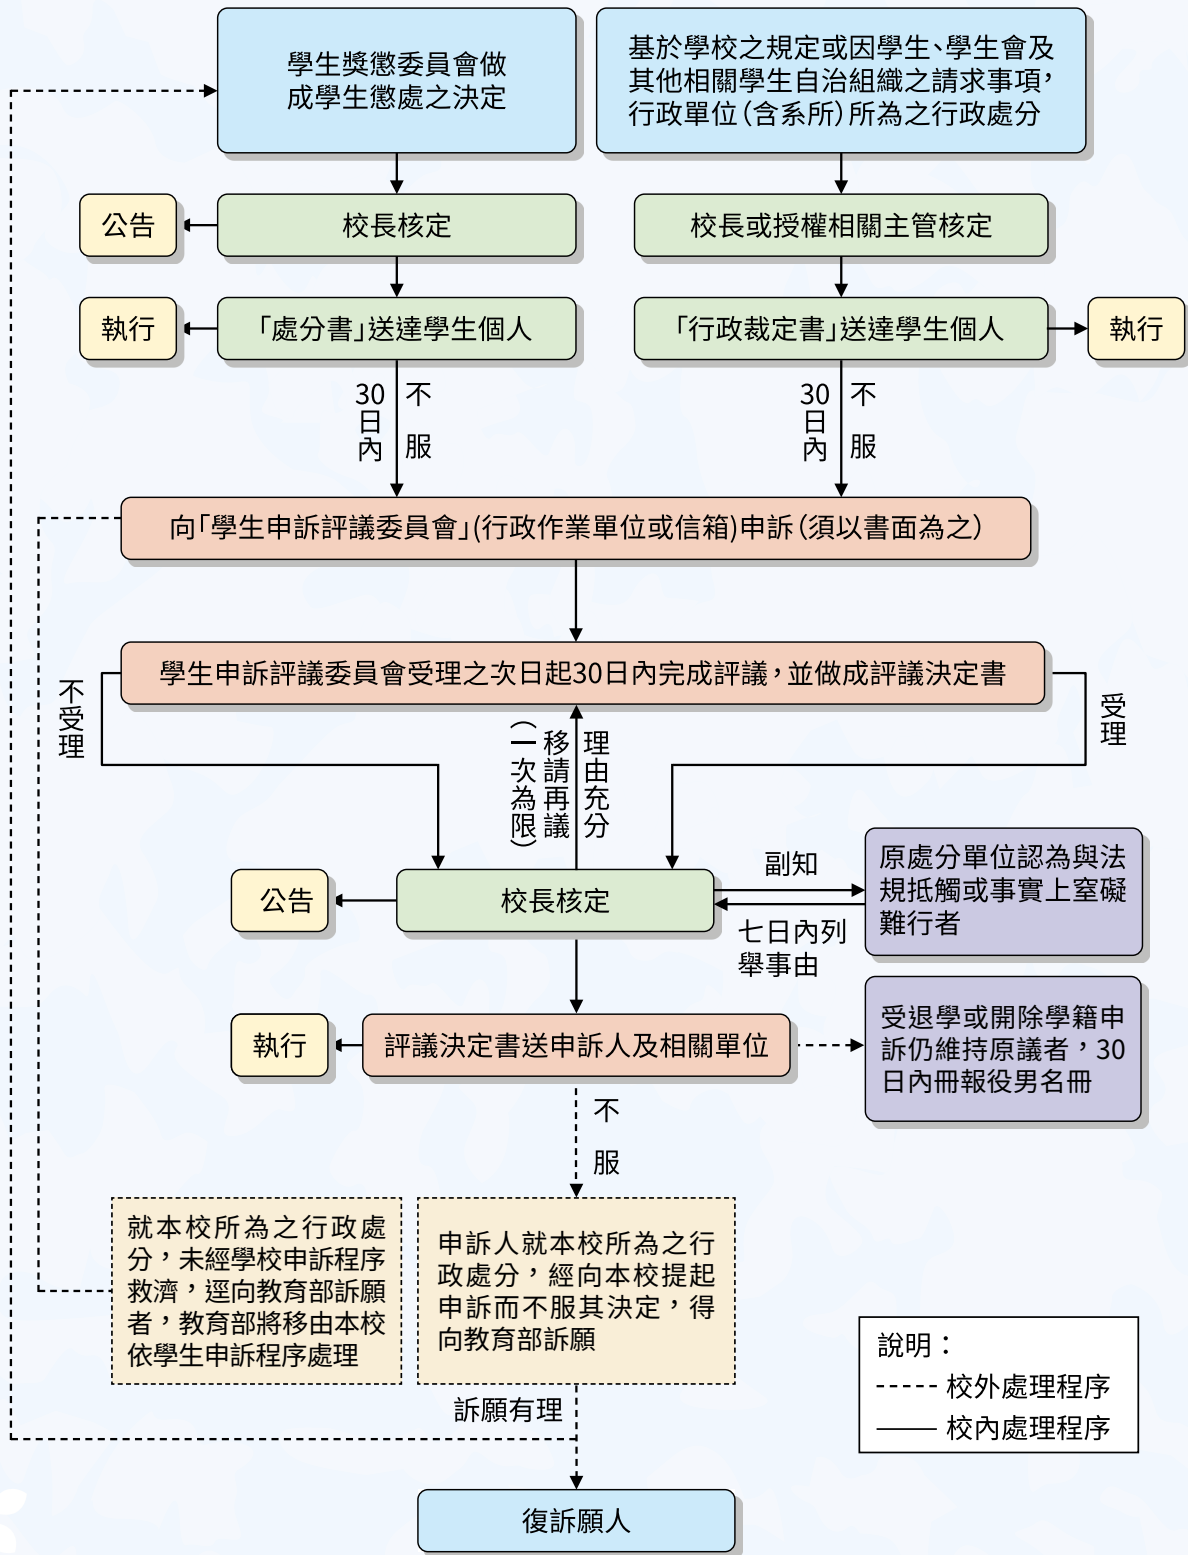 學生獎懲委員會做
成學生懲處之決定
基於學校之規定或因學生、學生會及
其他相關學生自治組織之請求事項，
行政單位（含系所）所為之行政處分
公告
校長核定
校長或授權相關主管核定
執行
「處分書」送達學生個人
「行政裁定書」送達學生個人
執行
30日內
不服
30日內
不服
向「學生申訴評議委員會」(行政作業單位或信箱)申訴（須以書面為之）
學生申訴評議委員會受理之次日起30日內完成評議，並做成評議決定書
不受理
理由充分
移請再議
（一次為限）
受理
公告
校長核定
副知
七日內列
舉事由
原處分單位認為與法
規抵觸或事實上窒礙
難行者
執行
評議決定書送申訴人及相關單位
受退學或開除學籍申
訴仍維持原議者，30
日內冊報役男名冊
不服
就本校所為之行政處
分，未經學校申訴程序
救濟，逕向教育部訴願
者，教育部將移由本校
依學生申訴程序處理
申訴人就本校所為之行
政處分，經向本校提起
申訴而不服其決定，得
向教育部訴願
訴願有理
說明：
校外處理程序
校內處理程序
復訴願人